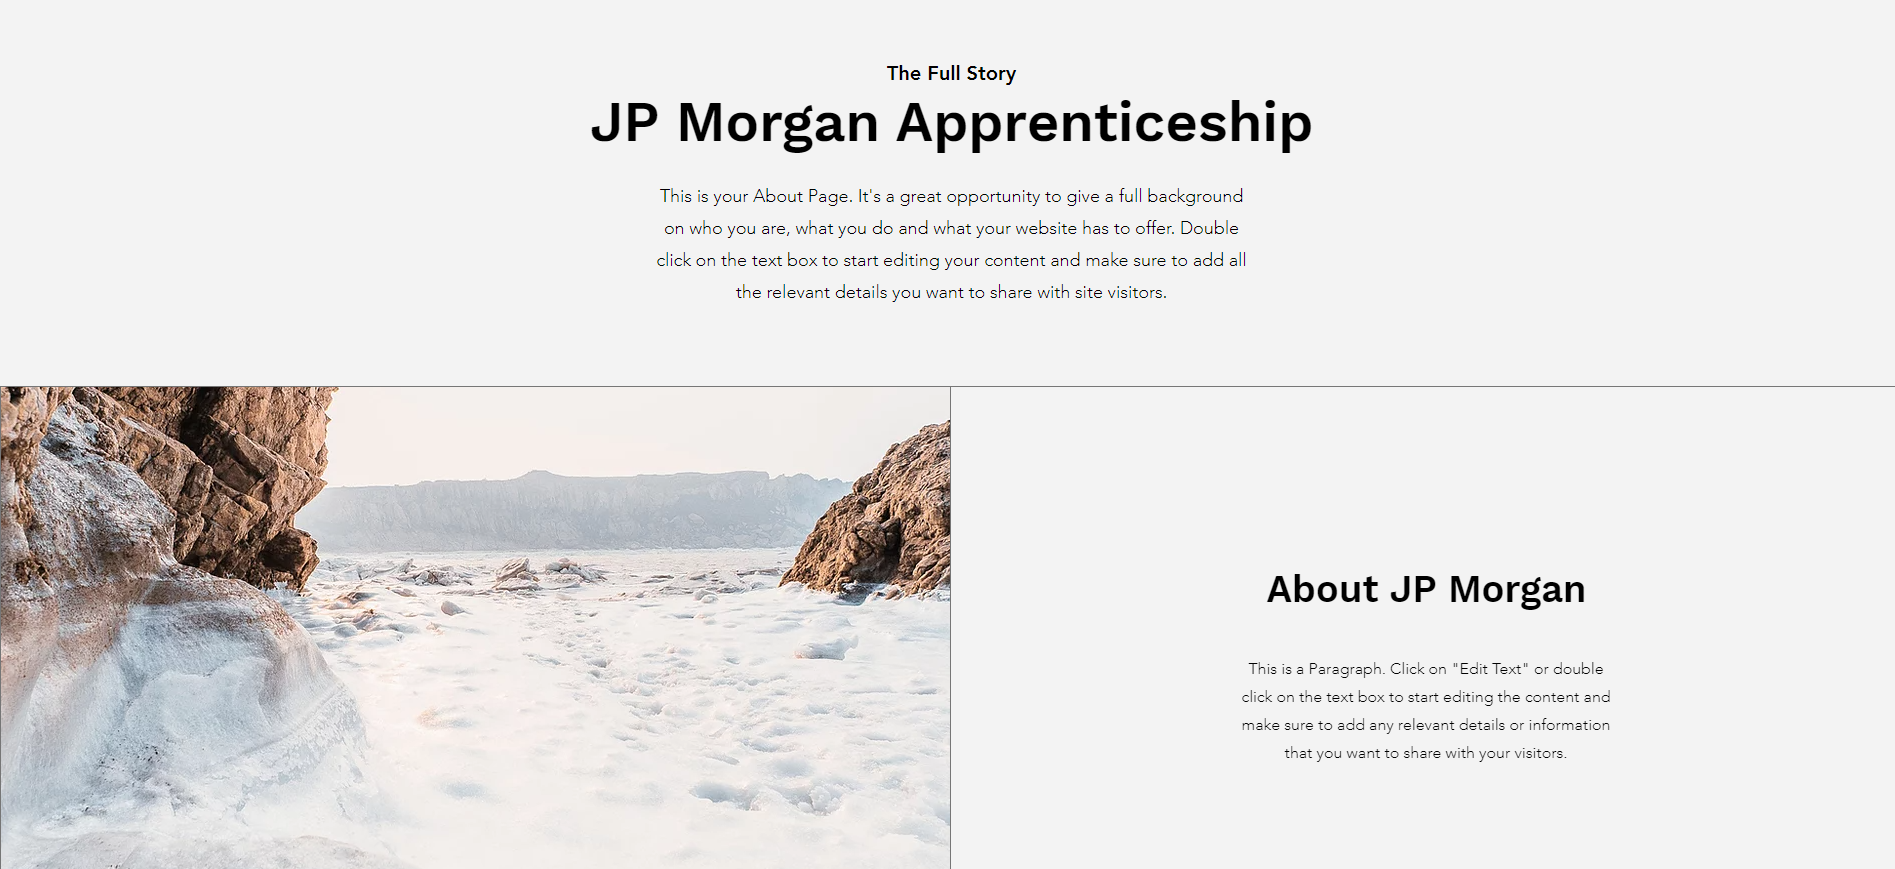 The Full Story
JP Morgan Apprenticeship
This is your About Page. It's a great opportunity to give a full background
on who you are, what you do and what your website has to offer. Double
click on the text box to start editing your content and make sure to add all
the relevant details you want to share with site visitors.
About JP Morgan
This is a Paragraph. Click on "Edit Text" or double
click on the text box to start editing the content and
make sure to add any relevant details or information
that you want to share with your visitors.